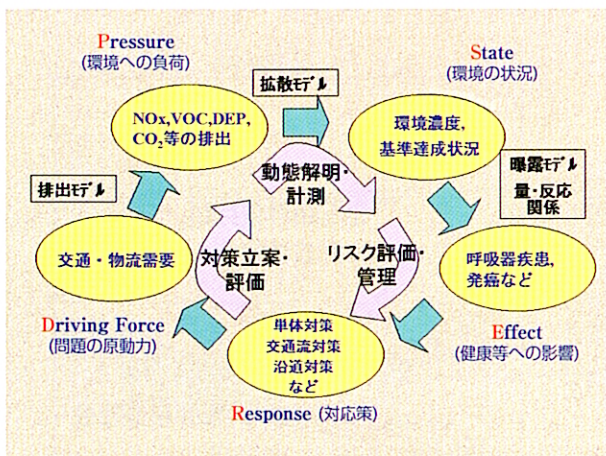 Pressure
(環境への負荷)
State
(環境の状況)
拡散モデル
NOx,VOC,DEP,
CO₂等の排出
環境濃度,
基準達成状況
動態解明・
計測
曝露モデル
量・反応
関係
排出モデル
交通・物流需要
対策立案・
評価
リスク評価・
管理
呼吸器疾患,
発癌など
Driving Force
(問題の原動力)
単体対策
交通流対策
沿道対策
など
Effect
(健康等への影響)
Response (対応策)